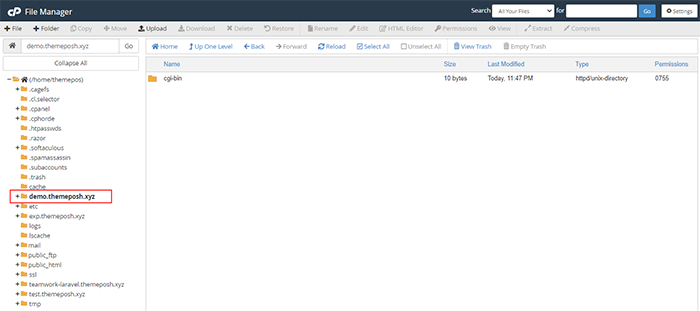 cP File Manager
Search All Your Files for Go Settings
File Folder Copy Move Upload Download Delete Restore Rename Edit HTML Editor Permissions View Extract Compress
demo.themeposh.xyz Go
Home Up One Level Back Forward Reload Select All Unselect All View Trash Empty Trash
Collapse All
Name Size Last Modified Type Permissions
cgi-bin 10 bytes Today, 11:47 PM httpd/unix-directory 0755
(/home/themepos)
.cagefs
.cl.selector
.cpanel
.cphorde
.htpasswds
.razor
.softaculous
.spamassassin
.subaccounts
.trash
cache
demo.themeposh.xyz
etc
exp.themeposh.xyz
logs
lscache
mail
public_ftp
public_html
ssl
teamwork-laravel.themeposh.xyz
test.themeposh.xyz
tmp